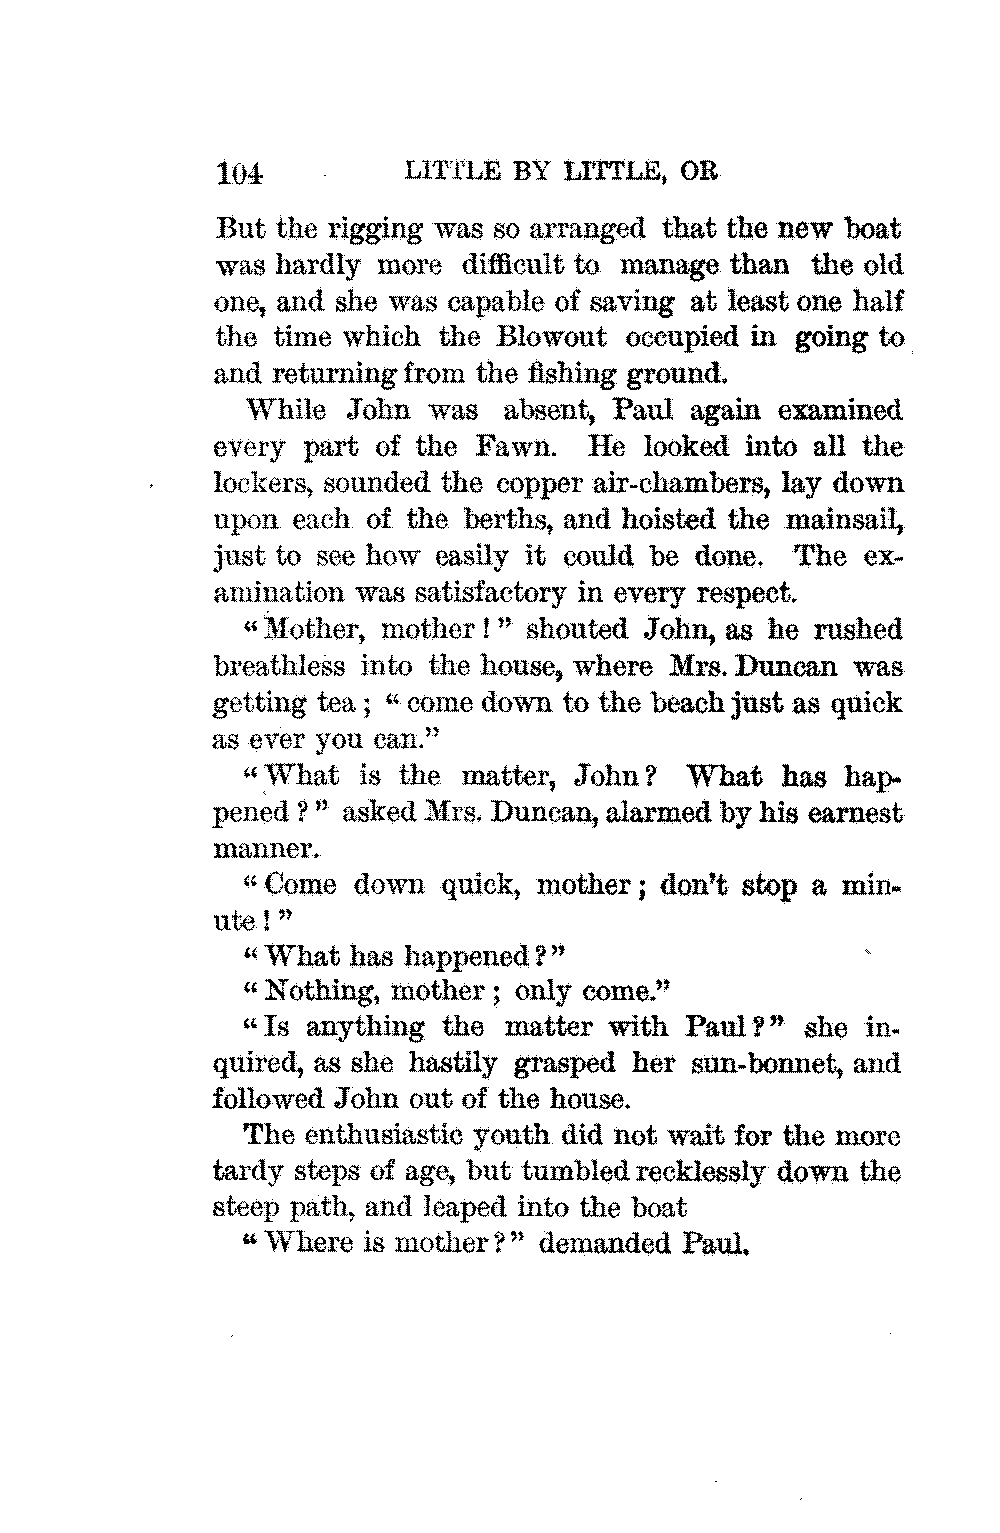 104 LITTLE BY LITTLE, OR
But the rigging was so arranged that the new boat
was hardly more difficult to manage than the old
one, and she was capable of saving at least one half
the time which the Blowout occupied in going to
and returning from the fishing ground.
While John was absent, Paul again examined
every part of the Fawn. He looked into all the
lockers, sounded the copper air-chambers, lay down
upon each of the berths, and hoisted the mainsail,
just to see how easily it could be done. The ex-
amination was satisfactory in every respect.
“Mother, mother!” shouted John, as he rushed
breathless into the house, where Mrs. Duncan was
getting tea; “come down to the beach just as quick
as ever you can.”
“What is the matter, John? What has hap-
pened?” asked Mrs. Duncan, alarmed by his earnest
manner.
“Come down quick, mother; don't stop a min-
ute!”
“What has happened?”
“Nothing, mother; only come.”
“Is anything the matter with Paul?” she in-
quired, as she hastily grasped her sun-bonnet, and
followed John out of the house.
The enthusiastic youth did not wait for the more
tardy steps of age, but tumbled recklessly down the
steep path, and leaped into the boat
“Where is mother?” demanded Paul.